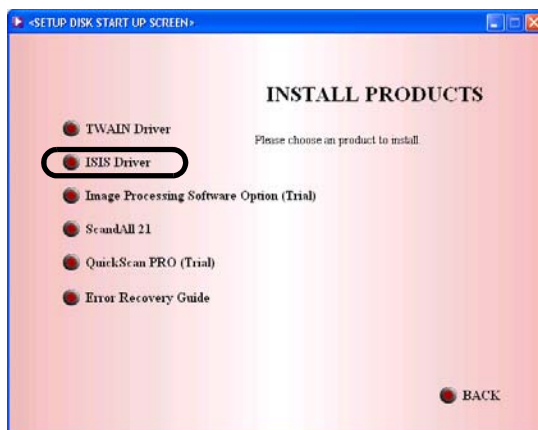 <SETUP DISK START UP SCREEN>
INSTALL PRODUCTS
Please choose an product to install.
TWAIN Driver
ISIS Driver
Image Processing Software Option (Trial)
ScandAll 21
QuickScan PRO (Trial)
Error Recovery Guide
BACK